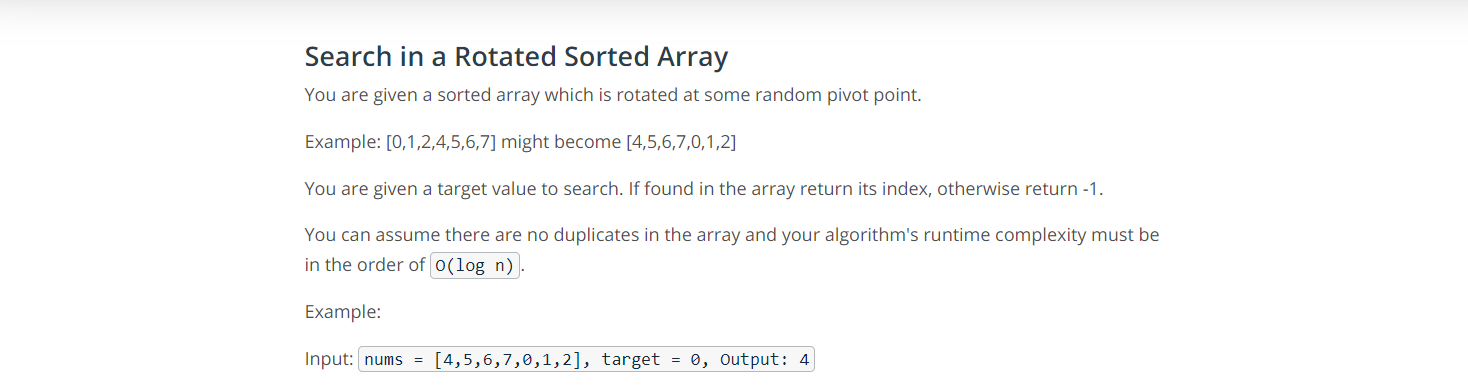 Search in a Rotated Sorted Array
You are given a sorted array which is rotated at some random pivot point.
Example: [0,1,2,4,5,6,7] might become [4,5,6,7,0,1,2]
You are given a target value to search. If found in the array return its index, otherwise return -1.
You can assume there are no duplicates in the array and your algorithm's runtime complexity must be
in the order of O(log n).
Example:
Input: nums = [4,5,6,7,0,1,2], target = 0, Output: 4